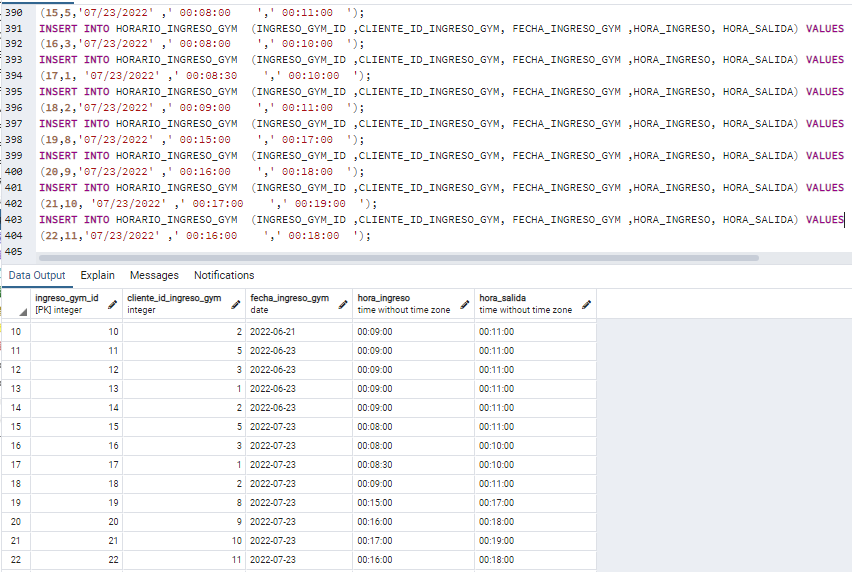 390 (15,5,'07/23/2022' ,' 00:08:00    ',' 00:11:00  ');
391 INSERT INTO HORARIO_INGRESO_GYM  (INGRESO_GYM_ID ,CLIENTE_ID_INGRESO_GYM, FECHA_INGRESO_GYM ,HORA_INGRESO, HORA_SALIDA) VALUES
392 (16,3,'07/23/2022' ,' 00:08:00    ',' 00:10:00  ');
393 INSERT INTO HORARIO_INGRESO_GYM  (INGRESO_GYM_ID ,CLIENTE_ID_INGRESO_GYM, FECHA_INGRESO_GYM ,HORA_INGRESO, HORA_SALIDA) VALUES
394 (17,1, '07/23/2022' ,' 00:08:30    ',' 00:10:00  ');
395 INSERT INTO HORARIO_INGRESO_GYM  (INGRESO_GYM_ID ,CLIENTE_ID_INGRESO_GYM, FECHA_INGRESO_GYM ,HORA_INGRESO, HORA_SALIDA) VALUES
396 (18,2,'07/23/2022' ,' 00:09:00    ',' 00:11:00  ');
397 INSERT INTO HORARIO_INGRESO_GYM  (INGRESO_GYM_ID ,CLIENTE_ID_INGRESO_GYM, FECHA_INGRESO_GYM ,HORA_INGRESO, HORA_SALIDA) VALUES
398 (19,8,'07/23/2022' ,' 00:15:00    ',' 00:17:00  ');
399 INSERT INTO HORARIO_INGRESO_GYM  (INGRESO_GYM_ID ,CLIENTE_ID_INGRESO_GYM, FECHA_INGRESO_GYM ,HORA_INGRESO, HORA_SALIDA) VALUES
400 (20,9,'07/23/2022' ,' 00:16:00    ',' 00:18:00  ');
401 INSERT INTO HORARIO_INGRESO_GYM  (INGRESO_GYM_ID ,CLIENTE_ID_INGRESO_GYM, FECHA_INGRESO_GYM ,HORA_INGRESO, HORA_SALIDA) VALUES
402 (21,10, '07/23/2022' ,' 00:17:00    ',' 00:19:00  ');
403 INSERT INTO HORARIO_INGRESO_GYM  (INGRESO_GYM_ID ,CLIENTE_ID_INGRESO_GYM, FECHA_INGRESO_GYM ,HORA_INGRESO, HORA_SALIDA) VALUES
404 (22,11,'07/23/2022' ,' 00:16:00    ',' 00:18:00  ');
405
Data Output Explain Messages Notifications
ingreso_gym_id cliente_id_ingreso_gym fecha_ingreso_gym hora_ingreso hora_salida
[PK] integer integer date time without time zone time without time zone
10 10 2 2022-06-21 00:09:00 00:11:00
11 11 5 2022-06-23 00:09:00 00:11:00
12 12 3 2022-06-23 00:09:00 00:11:00
13 13 1 2022-06-23 00:09:00 00:11:00
14 14 2 2022-06-23 00:09:00 00:11:00
15 15 5 2022-07-23 00:08:00 00:11:00
16 16 3 2022-07-23 00:08:00 00:10:00
17 17 1 2022-07-23 00:08:30 00:10:00
18 18 2 2022-07-23 00:09:00 00:11:00
19 19 8 2022-07-23 00:15:00 00:17:00
20 20 9 2022-07-23 00:16:00 00:18:00
21 21 10 2022-07-23 00:17:00 00:19:00
22 22 11 2022-07-23 00:16:00 00:18:00